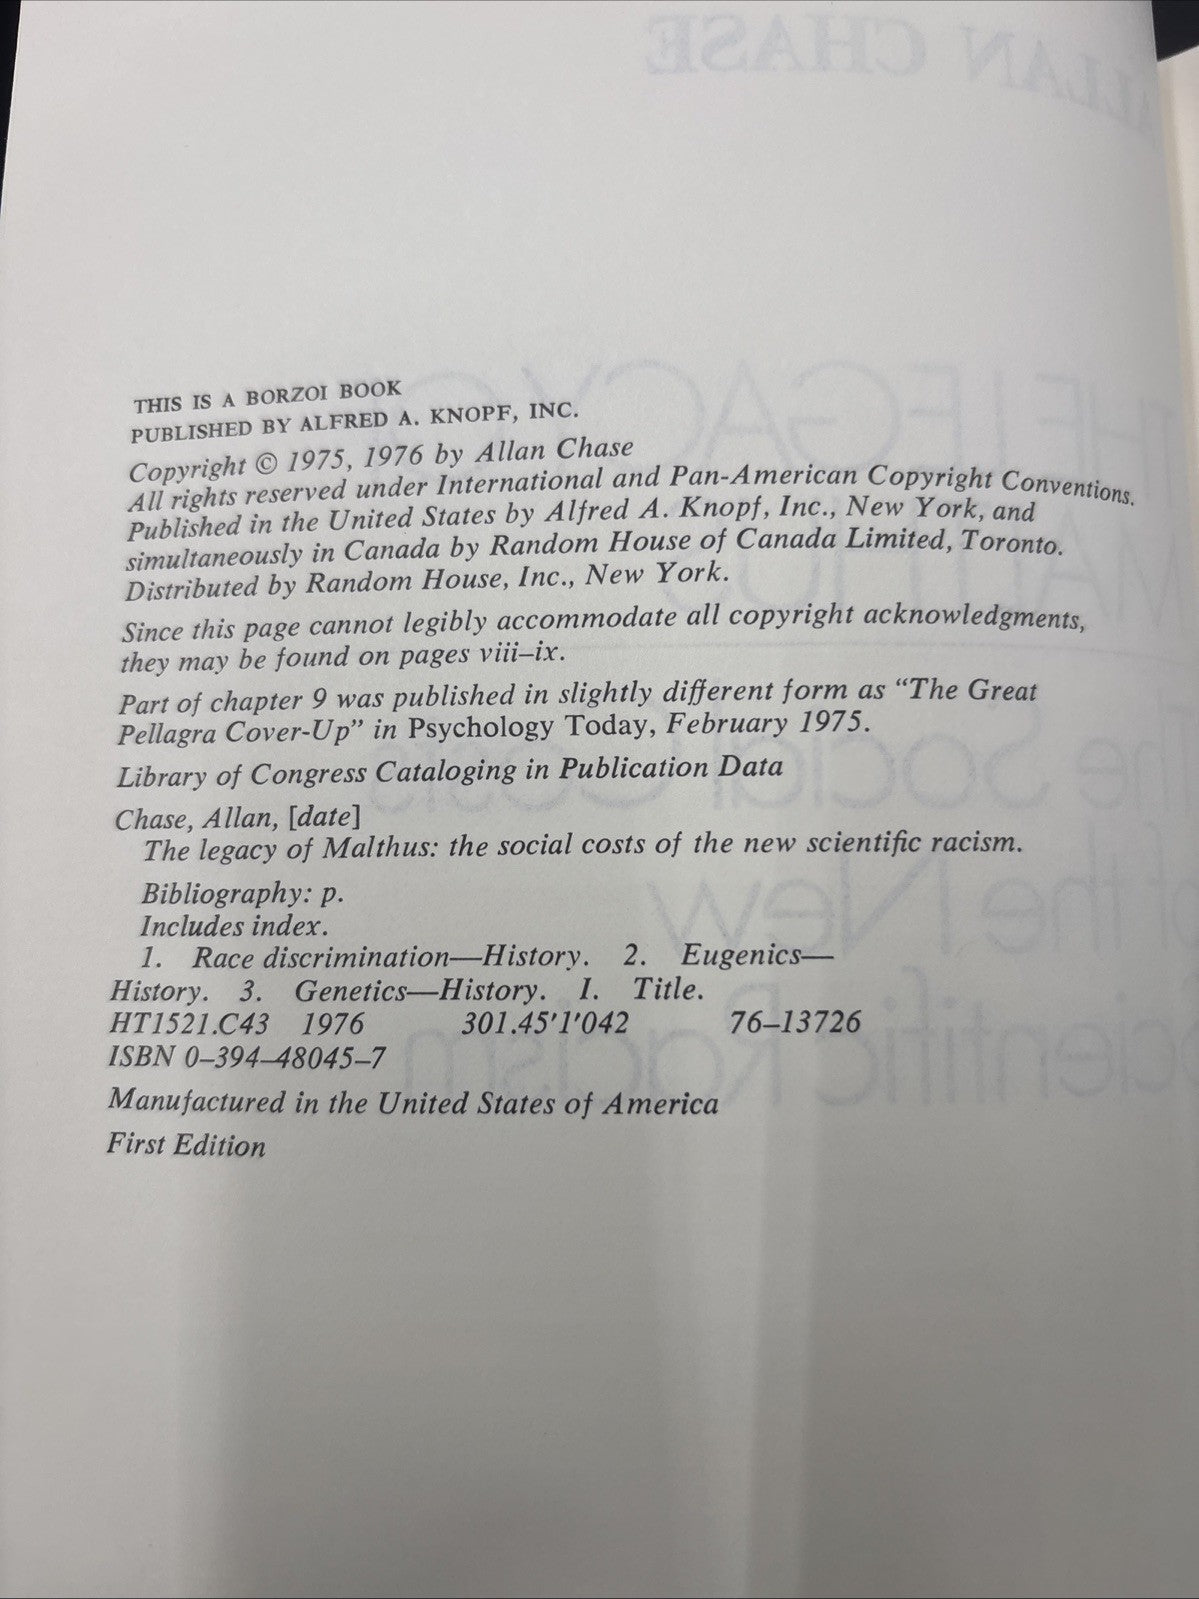 ALLAN CHASE
THIS IS A BORZOI BOOK
PUBLISHED BY ALFRED A. KNOPF, INC.
Copyright © 1975, 1976 by Allan Chase
All rights reserved under International and Pan-American Copyright Conventions.
Published in the United States by Alfred A. Knopf, Inc., New York, and
simultaneously in Canada by Random House of Canada Limited, Toronto.
Distributed by Random House, Inc., New York.
Since this page cannot legibly accommodate all copyright acknowledgments,
they may be found on pages viii–ix.
Part of chapter 9 was published in slightly different form as “The Great
Pellagra Cover-Up” in Psychology Today, February 1975.
Library of Congress Cataloging in Publication Data
Chase, Allan, [date]
The legacy of Malthus: the social costs of the new scientific racism.
Bibliography: p.
Includes index.
1. Race discrimination—History. 2. Eugenics—
History. 3. Genetics—History. I. Title.
HT1521.C43 1976 301.45'1'042 76–13726
ISBN 0–394–48045–7
Manufactured in the United States of America
First Edition